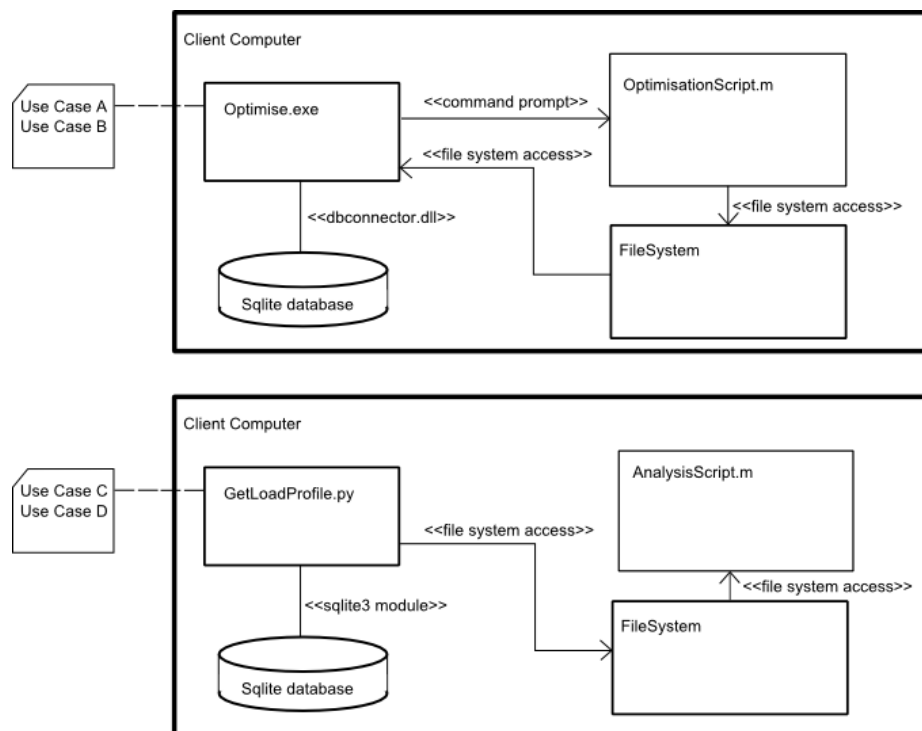 Client Computer
Use Case A
Use Case B
Optimise.exe
<<command prompt>>
OptimisationScript.m
<<file system access>>
<<file system access>>
<<dbconnector.dll>>
FileSystem
Sqlite database
Client Computer
Use Case C
Use Case D
GetLoadProfile.py
AnalysisScript.m
<<file system access>>
<<file system access>>
<<sqlite3 module>>
FileSystem
Sqlite database